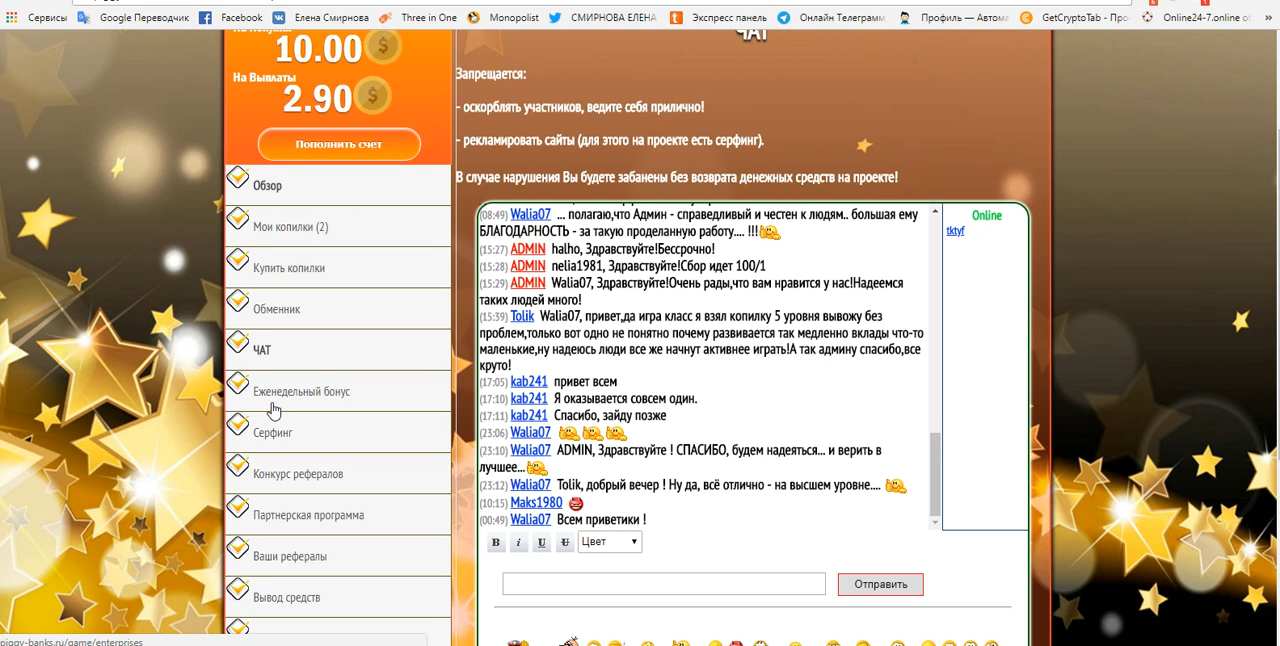 Сервисы Google Переводчик Facebook Елена Смирнова Three in One Monopolist СМИРНОВА ЕЛЕНА Экспресс панель Онлайн Телеграмм Профиль — Автома GetCryptoTab - Про Online24-7.online of »
10.00
На Выплаты
2.90
Пополнить счет
Обзор
Мои копилки (2)
Купить копилки
Обменник
ЧАТ
Еженедельный бонус
Серфинг
Конкурс рефералов
Партнерская программа
Ваши рефералы
Вывод средств
piggy-banks.ru/game/enterprises
ЧАТ
Запрещается:
- оскорблять участников, ведите себя прилично!
- рекламировать сайты (для этого на проекте есть серфинг).
В случае нарушения Вы будете забанены без возврата денежных средств на проекте!
(08:49) Walia07 ... полагаю,что Админ - справедливый и честен к людям.. большая ему
БЛАГОДАРНОСТЬ - за такую проделанную работу.... !!!
(15:27) ADMIN halho, Здравствуйте!Бессрочно!
(15:28) ADMIN nelia1981, Здравствуйте!Сбор идет 100/1
(15:29) ADMIN Walia07, Здравствуйте!Очень рады,что вам нравится у нас!Надеемся
таких людей много!
(15:39) Tolik Walia07, привет,да игра класс я взял копилку 5 уровня вывожу без
проблем,только вот одно не понятно почему развивается так медленно вклады что-то
маленькие,ну надеюсь люди все же начнут активнее играть!А так админу спасибо,все
круто!
(17:05) kab241 привет всем
(17:10) kab241 Я оказывается совсем один.
(17:11) kab241 Спасибо, зайду позже
(23:06) Walia07
(23:10) Walia07 ADMIN, Здравствуйте ! СПАСИБО, будем надеяться... и верить в
лучшее...
(23:12) Walia07 Tolik, добрый вечер ! Ну да, всё отлично - на высшем уровне....
(10:15) Maks1980
(00:49) Walia07 Всем приветики !
Online
tktyf
B i U T Цвет
Отправить